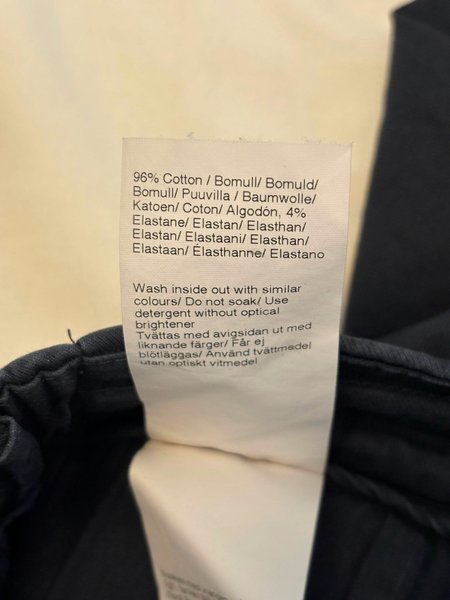 96% Cotton / Bomull/ Bomuld/
Bomull/ Puuvilla / Baumwolle/
Katoen/ Coton/ Algodón, 4%
Elastane/ Elastan/ Elasthan/
Elastan/ Elastaani/ Elasthan/
Elastaan/ Élasthanne/ Elastano
Wash inside out with similar
colours/ Do not soak/ Use
detergent without optical
brightener
Tvättas med avigsidan ut med
liknande färger/ Får ej
blötläggas/ Använd tvättmedel
utan optiskt vitmedel